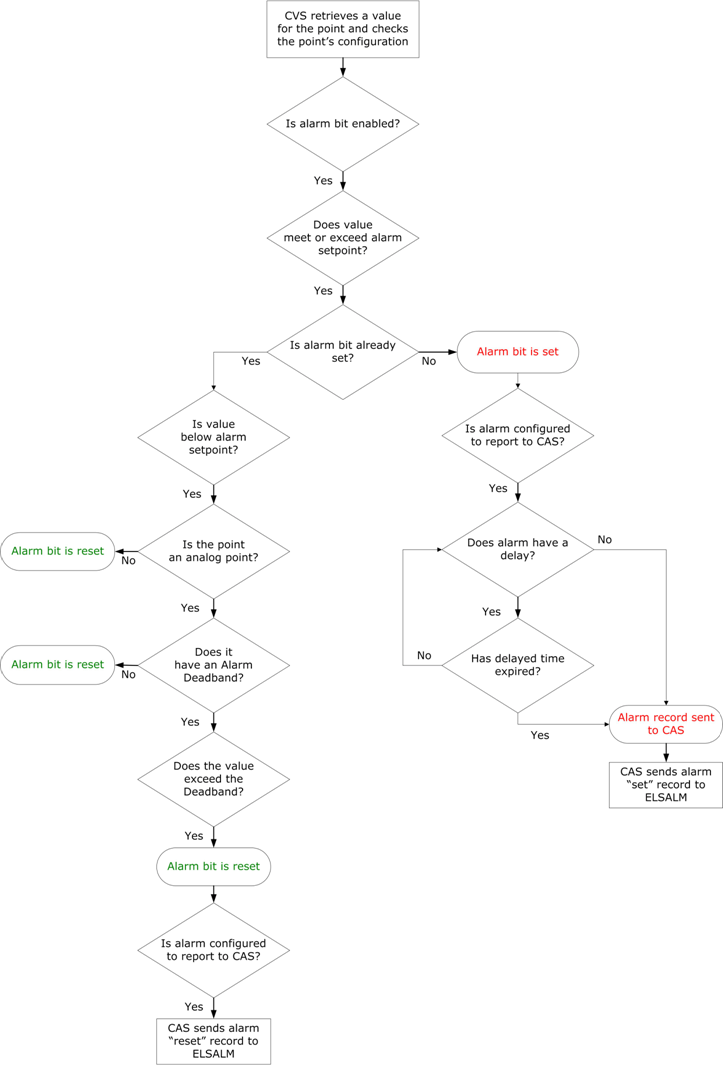 CVS retrieves a value
for the point and checks
the point's configuration
Is alarm bit enabled?
Yes
Does value
meet or exceed alarm
setpoint?
Yes
Is alarm bit already
set?
Yes
No
Alarm bit is set
Is value
below alarm
setpoint?
Is alarm configured
to report to CAS?
Yes
Yes
Alarm bit is reset
No
Is the point
an analog point?
Does alarm have a
delay?
No
Yes
Yes
Alarm bit is reset
No
Does it
have an Alarm
Deadband?
No
Has delayed time
expired?
Yes
Yes
Alarm record sent
to CAS
Does the value
exceed the
Deadband?
CAS sends alarm
“set” record to
ELSALM
Yes
Alarm bit is reset
Is alarm configured
to report to CAS?
Yes
CAS sends alarm
“reset” record to
ELSALM